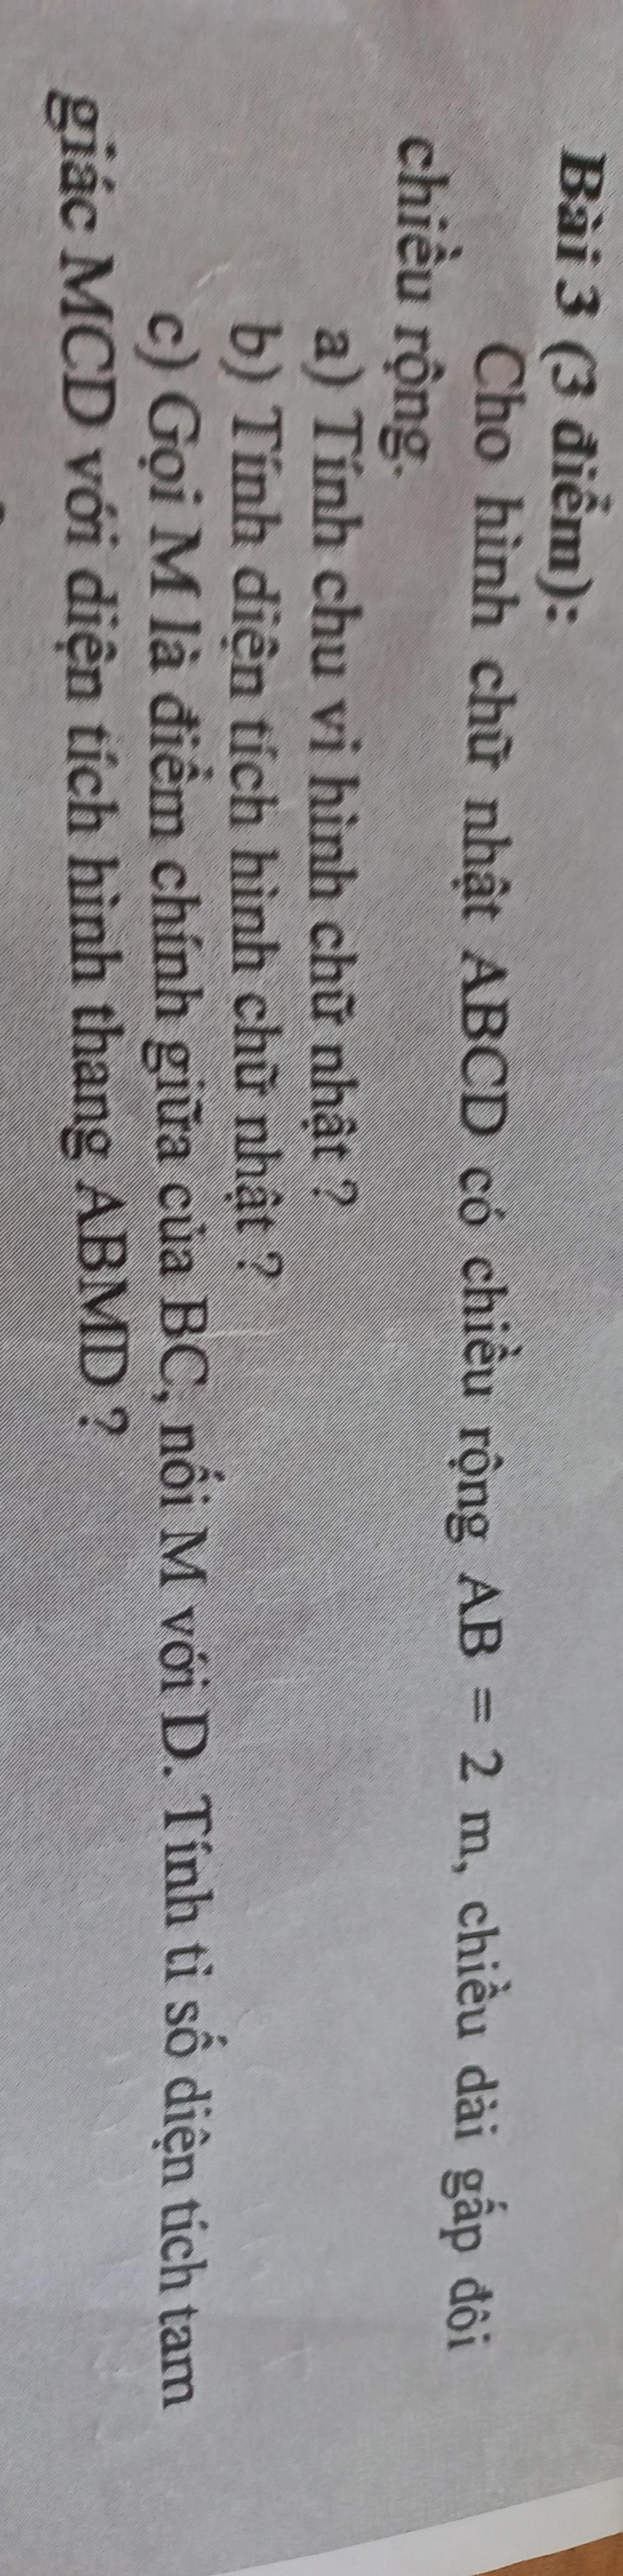 Bài 3 (3 điểm):
Cho hình chữ nhật ABCD có chiều rộng AB = 2 m, chiều dài gấp đôi
chiều rộng.
a) Tính chu vi hình chữ nhật ?
b) Tính diện tích hình chữ nhật ?
c) Gọi M là điểm chính giữa của BC, nối M với D. Tính tỉ số diện tích tam
giác MCD với diện tích hình thang ABMD ?